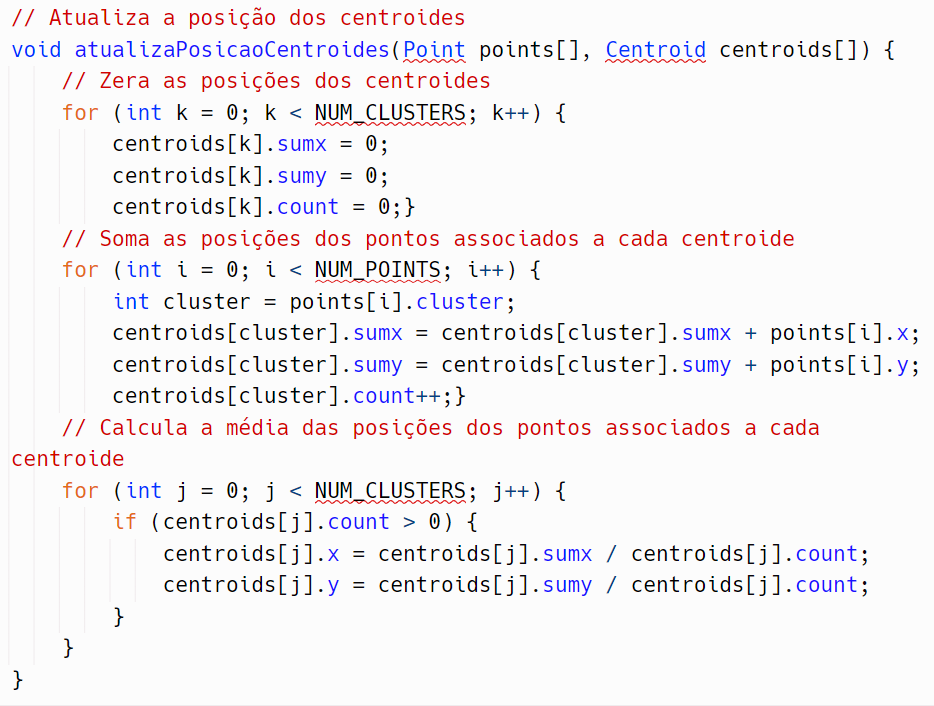 // Atualiza a posição dos centroides
void atualizaPosicaoCentroides(Point points[], Centroid centroids[]) {
    // Zera as posições dos centroides
    for (int k = 0; k < NUM_CLUSTERS; k++) {
        centroids[k].sumx = 0;
        centroids[k].sumy = 0;
        centroids[k].count = 0;}
    // Soma as posições dos pontos associados a cada centroide
    for (int i = 0; i < NUM_POINTS; i++) {
        int cluster = points[i].cluster;
        centroids[cluster].sumx = centroids[cluster].sumx + points[i].x;
        centroids[cluster].sumy = centroids[cluster].sumy + points[i].y;
        centroids[cluster].count++;}
    // Calcula a média das posições dos pontos associados a cada
centroide
    for (int j = 0; j < NUM_CLUSTERS; j++) {
        if (centroids[j].count > 0) {
            centroids[j].x = centroids[j].sumx / centroids[j].count;
            centroids[j].y = centroids[j].sumy / centroids[j].count;
        }
    }
}